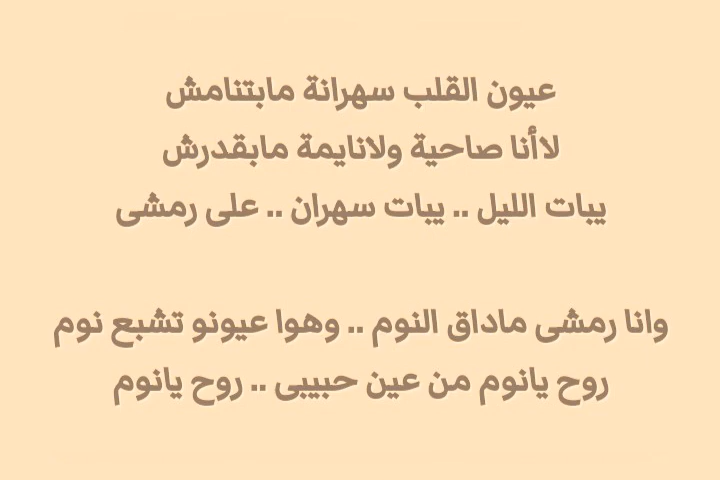 عيون القلب سهرانة مابتنامش
لاأنا صاحية ولانايمة مابقدرش
يبات الليل .. يبات سهران .. على رمشى
وانا رمشى ماداق النوم .. وهوا عيونو تشبع نوم
روح يانوم من عين حبيبى .. روح يانوم